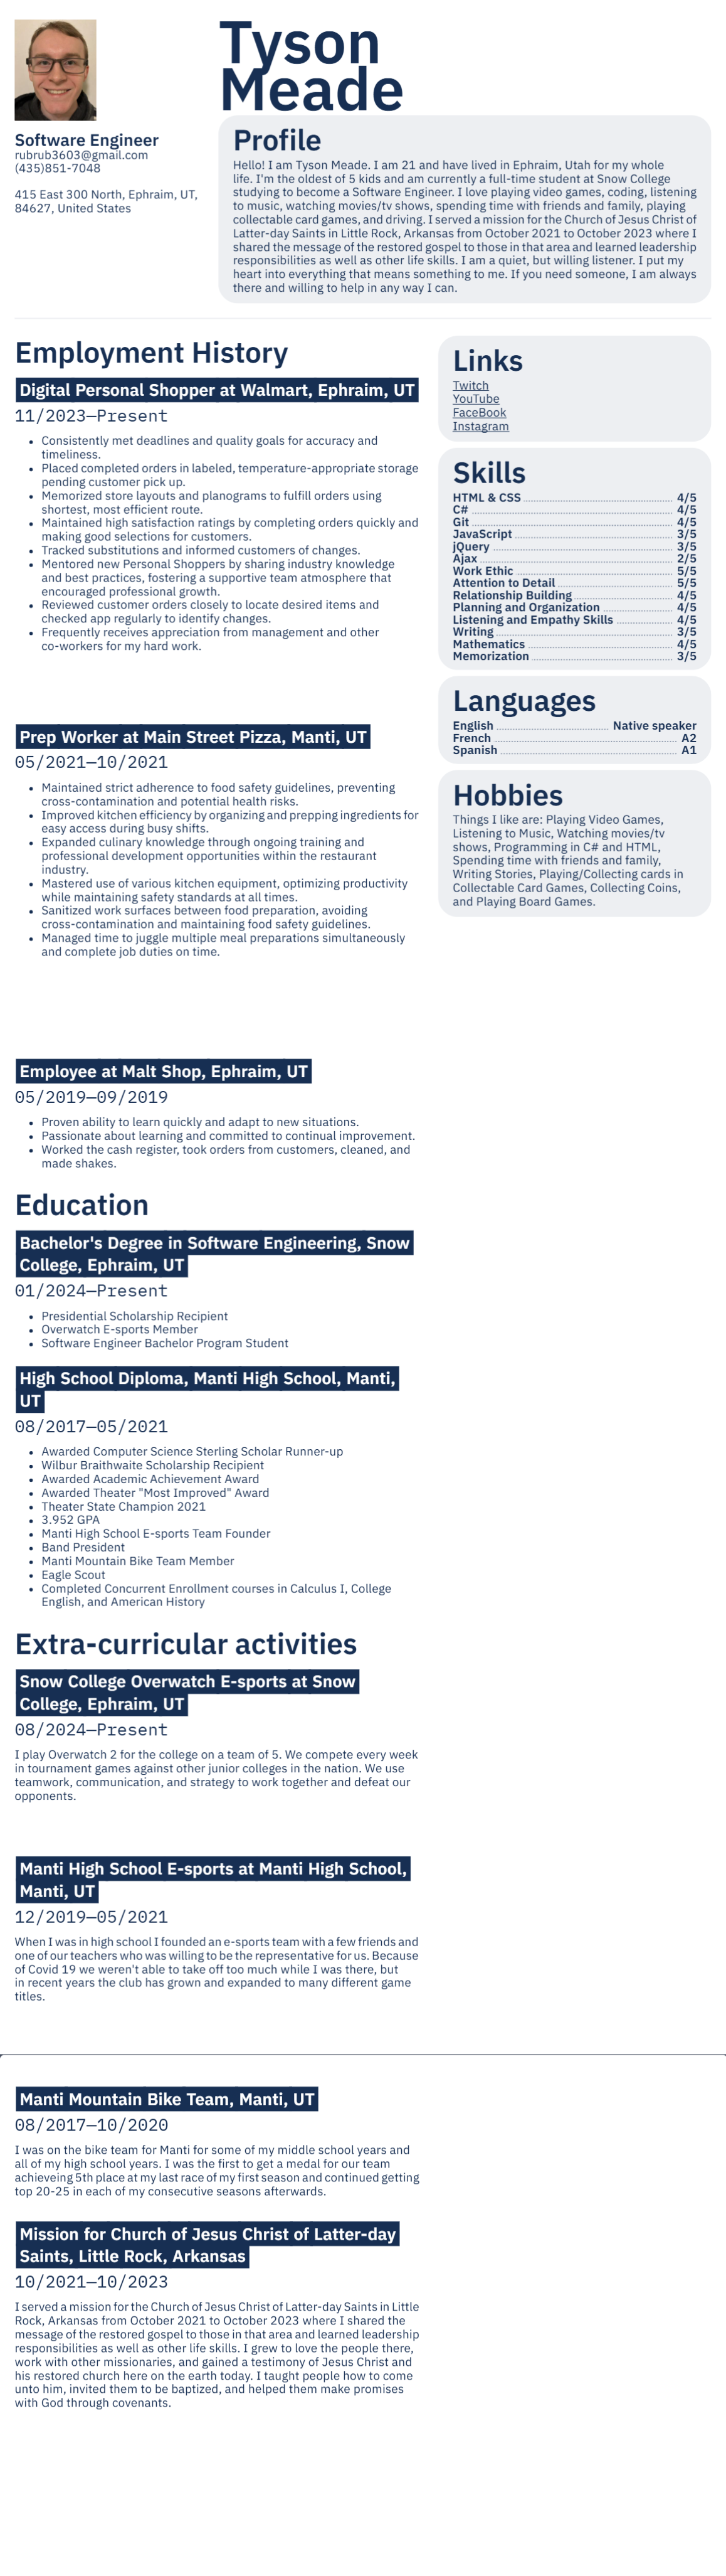 Tyson
Meade
Software Engineer
rubrub3603@gmail.com
(435)851-7048
415 East 300 North, Ephraim, UT,
84627, United States
Profile
Hello! I am Tyson Meade. I am 21 and have lived in Ephraim, Utah for my whole
life. I'm the oldest of 5 kids and am currently a full-time student at Snow College
studying to become a Software Engineer. I love playing video games, coding, listening
to music, watching movies/tv shows, spending time with friends and family, playing
collectable card games, and driving. I served a mission for the Church of Jesus Christ of
Latter-day Saints in Little Rock, Arkansas from October 2021 to October 2023 where I
shared the message of the restored gospel to those in that area and learned leadership
responsibilities as well as other life skills. I am a quiet, but willing listener. I put my
heart into everything that means something to me. If you need someone, I am always
there and willing to help in any way I can.
Employment History
Digital Personal Shopper at Walmart, Ephraim, UT
11/2023—Present
• Consistently met deadlines and quality goals for accuracy and
timeliness.
• Placed completed orders in labeled, temperature-appropriate storage
pending customer pick up.
• Memorized store layouts and planograms to fulfill orders using
shortest, most efficient route.
• Maintained high satisfaction ratings by completing orders quickly and
making good selections for customers.
• Tracked substitutions and informed customers of changes.
• Mentored new Personal Shoppers by sharing industry knowledge
and best practices, fostering a supportive team atmosphere that
encouraged professional growth.
• Reviewed customer orders closely to locate desired items and
checked app regularly to identify changes.
• Frequently receives appreciation from management and other
co-workers for my hard work.
Prep Worker at Main Street Pizza, Manti, UT
05/2021—10/2021
• Maintained strict adherence to food safety guidelines, preventing
cross-contamination and potential health risks.
• Improved kitchen efficiency by organizing and prepping ingredients for
easy access during busy shifts.
• Expanded culinary knowledge through ongoing training and
professional development opportunities within the restaurant
industry.
• Mastered use of various kitchen equipment, optimizing productivity
while maintaining safety standards at all times.
• Sanitized work surfaces between food preparation, avoiding
cross-contamination and maintaining food safety guidelines.
• Managed time to juggle multiple meal preparations simultaneously
and complete job duties on time.
Employee at Malt Shop, Ephraim, UT
05/2019—09/2019
• Proven ability to learn quickly and adapt to new situations.
• Passionate about learning and committed to continual improvement.
• Worked the cash register, took orders from customers, cleaned, and
made shakes.
Education
Bachelor's Degree in Software Engineering, Snow
College, Ephraim, UT
01/2024—Present
• Presidential Scholarship Recipient
• Overwatch E-sports Member
• Software Engineer Bachelor Program Student
High School Diploma, Manti High School, Manti,
UT
08/2017—05/2021
• Awarded Computer Science Sterling Scholar Runner-up
• Wilbur Braithwaite Scholarship Recipient
• Awarded Academic Achievement Award
• Awarded Theater "Most Improved" Award
• Theater State Champion 2021
• 3.952 GPA
• Manti High School E-sports Team Founder
• Band President
• Manti Mountain Bike Team Member
• Eagle Scout
• Completed Concurrent Enrollment courses in Calculus I, College
English, and American History
Extra-curricular activities
Snow College Overwatch E-sports at Snow
College, Ephraim, UT
08/2024—Present
I play Overwatch 2 for the college on a team of 5. We compete every week
in tournament games against other junior colleges in the nation. We use
teamwork, communication, and strategy to work together and defeat our
opponents.
Manti High School E-sports at Manti High School,
Manti, UT
12/2019—05/2021
When I was in high school I founded an e-sports team with a few friends and
one of our teachers who was willing to be the representative for us. Because
of Covid 19 we weren't able to take off too much while I was there, but
in recent years the club has grown and expanded to many different game
titles.
Manti Mountain Bike Team, Manti, UT
08/2017—10/2020
I was on the bike team for Manti for some of my middle school years and
all of my high school years. I was the first to get a medal for our team
achieveing 5th place at my last race of my first season and continued getting
top 20-25 in each of my consecutive seasons afterwards.
Mission for Church of Jesus Christ of Latter-day
Saints, Little Rock, Arkansas
10/2021—10/2023
I served a mission for the Church of Jesus Christ of Latter-day Saints in Little
Rock, Arkansas from October 2021 to October 2023 where I shared the
message of the restored gospel to those in that area and learned leadership
responsibilities as well as other life skills. I grew to love the people there,
work with other missionaries, and gained a testimony of Jesus Christ and
his restored church here on the earth today. I taught people how to come
unto him, invited them to be baptized, and helped them make promises
with God through covenants.
Links
Twitch
YouTube
FaceBook
Instagram
Skills
HTML & CSS 4/5
C# 4/5
Git 4/5
JavaScript 3/5
jQuery 3/5
Ajax 2/5
Work Ethic 5/5
Attention to Detail 5/5
Relationship Building 4/5
Planning and Organization 4/5
Listening and Empathy Skills 4/5
Writing 3/5
Mathematics 4/5
Memorization 3/5
Languages
English Native speaker
French A2
Spanish A1
Hobbies
Things I like are: Playing Video Games,
Listening to Music, Watching movies/tv
shows, Programming in C# and HTML,
Spending time with friends and family,
Writing Stories, Playing/Collecting cards in
Collectable Card Games, Collecting Coins,
and Playing Board Games.